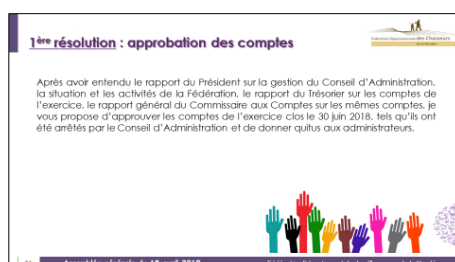 1ère résolution : approbation des comptes
Fédération Départementale des Chasseurs
Après avoir entendu le rapport du Président sur la gestion du Conseil d'Administration,
la situation et les activités de la Fédération, le rapport du Trésorier sur les comptes de
l'exercice, le rapport général du Commissaire aux Comptes sur les mêmes comptes, je
vous propose d'approuver les comptes de l'exercice clos le 30 juin 2018, tels qu'ils ont
été arrêtés par le Conseil d'Administration et de donner quitus aux administrateurs.